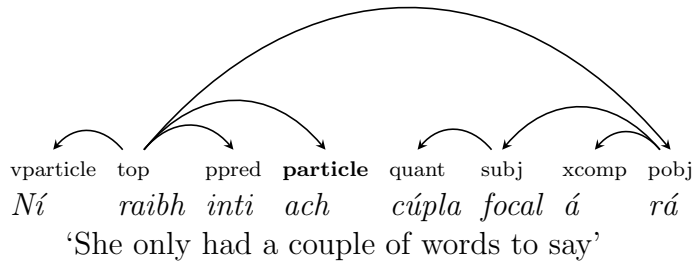 vparticle top ppred particle quant subj xcomp pobj
Ní raibh inti ach cúpla focal á rá
‘She only had a couple of words to say’